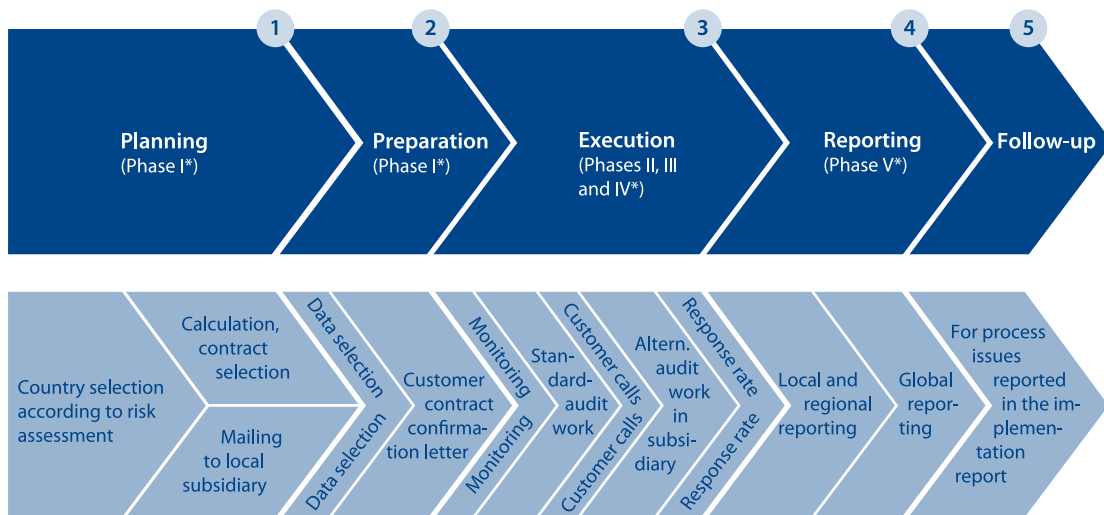 1
2
3
4
5
Planning
(Phase I*)
Preparation
(Phase I*)
Execution
(Phases II, III
and IV*)
Reporting
(Phase V*)
Follow-up
Country selection
according to risk
assessment
Calculation,
contract
selection
Mailing
to local
subsidiary
Data selection
Data selection
Customer
contract
confirma-
tion letter
Monitoring
Monitoring
Stan-
dard-
audit
work
Customer calls
Customer calls
Altern.
audit
work
in
subsi-
diary
Response rate
Response rate
Local and
regional
reporting
Global
repor-
ting
For process
issues
reported
in the im-
plemen-
tation
report